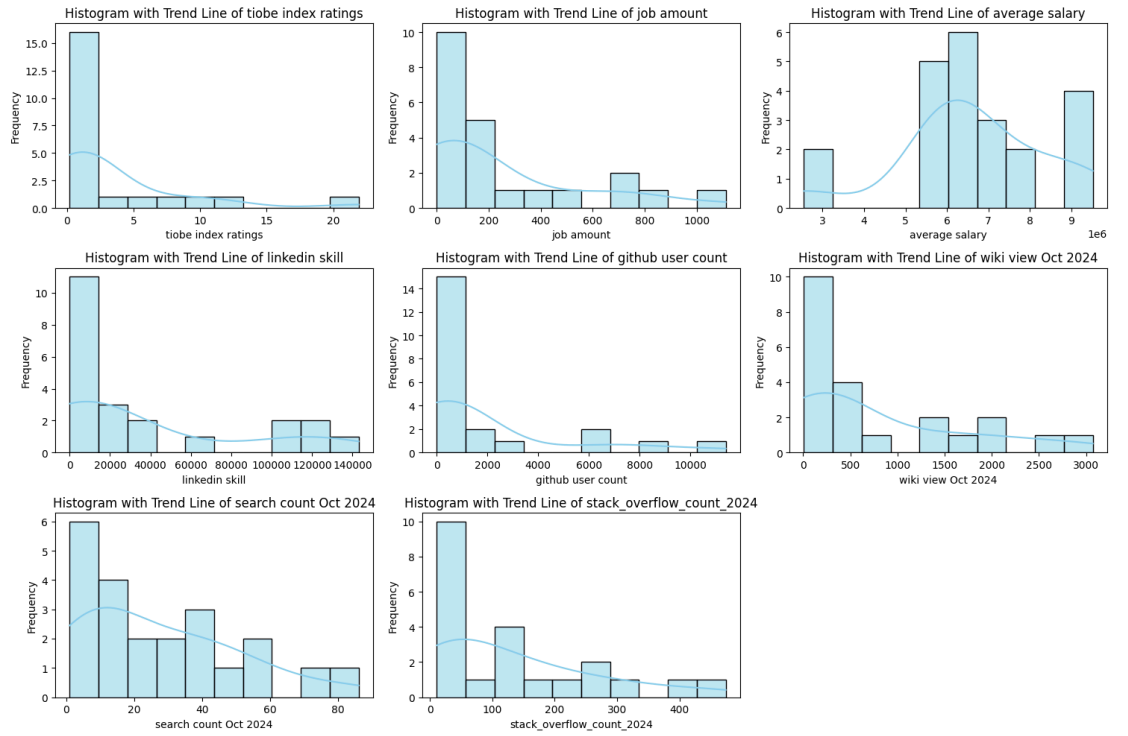 Histogram with Trend Line of tiobe index ratings
Frequency
15.0
12.5
10.0
7.5
5.0
2.5
0.0
0 5 10 15 20
tiobe index ratings
Histogram with Trend Line of job amount
Frequency
10
8
6
4
2
0
0 200 400 600 800 1000
job amount
Histogram with Trend Line of average salary
Frequency
6
5
4
3
2
1
0
3 4 5 6 7 8 9
1e6
average salary
Histogram with Trend Line of linkedin skill
Frequency
10
8
6
4
2
0
0 20000 40000 60000 80000 100000 120000 140000
linkedin skill
Histogram with Trend Line of github user count
Frequency
14
12
10
8
6
4
2
0
0 2000 4000 6000 8000 10000
github user count
Histogram with Trend Line of wiki view Oct 2024
Frequency
10
8
6
4
2
0
0 500 1000 1500 2000 2500 3000
wiki view Oct 2024
Histogram with Trend Line of search count Oct 2024
Frequency
6
5
4
3
2
1
0
0 20 40 60 80
search count Oct 2024
Histogram with Trend Line of stack_overflow_count_2024
Frequency
10
8
6
4
2
0
0 100 200 300 400
stack_overflow_count_2024